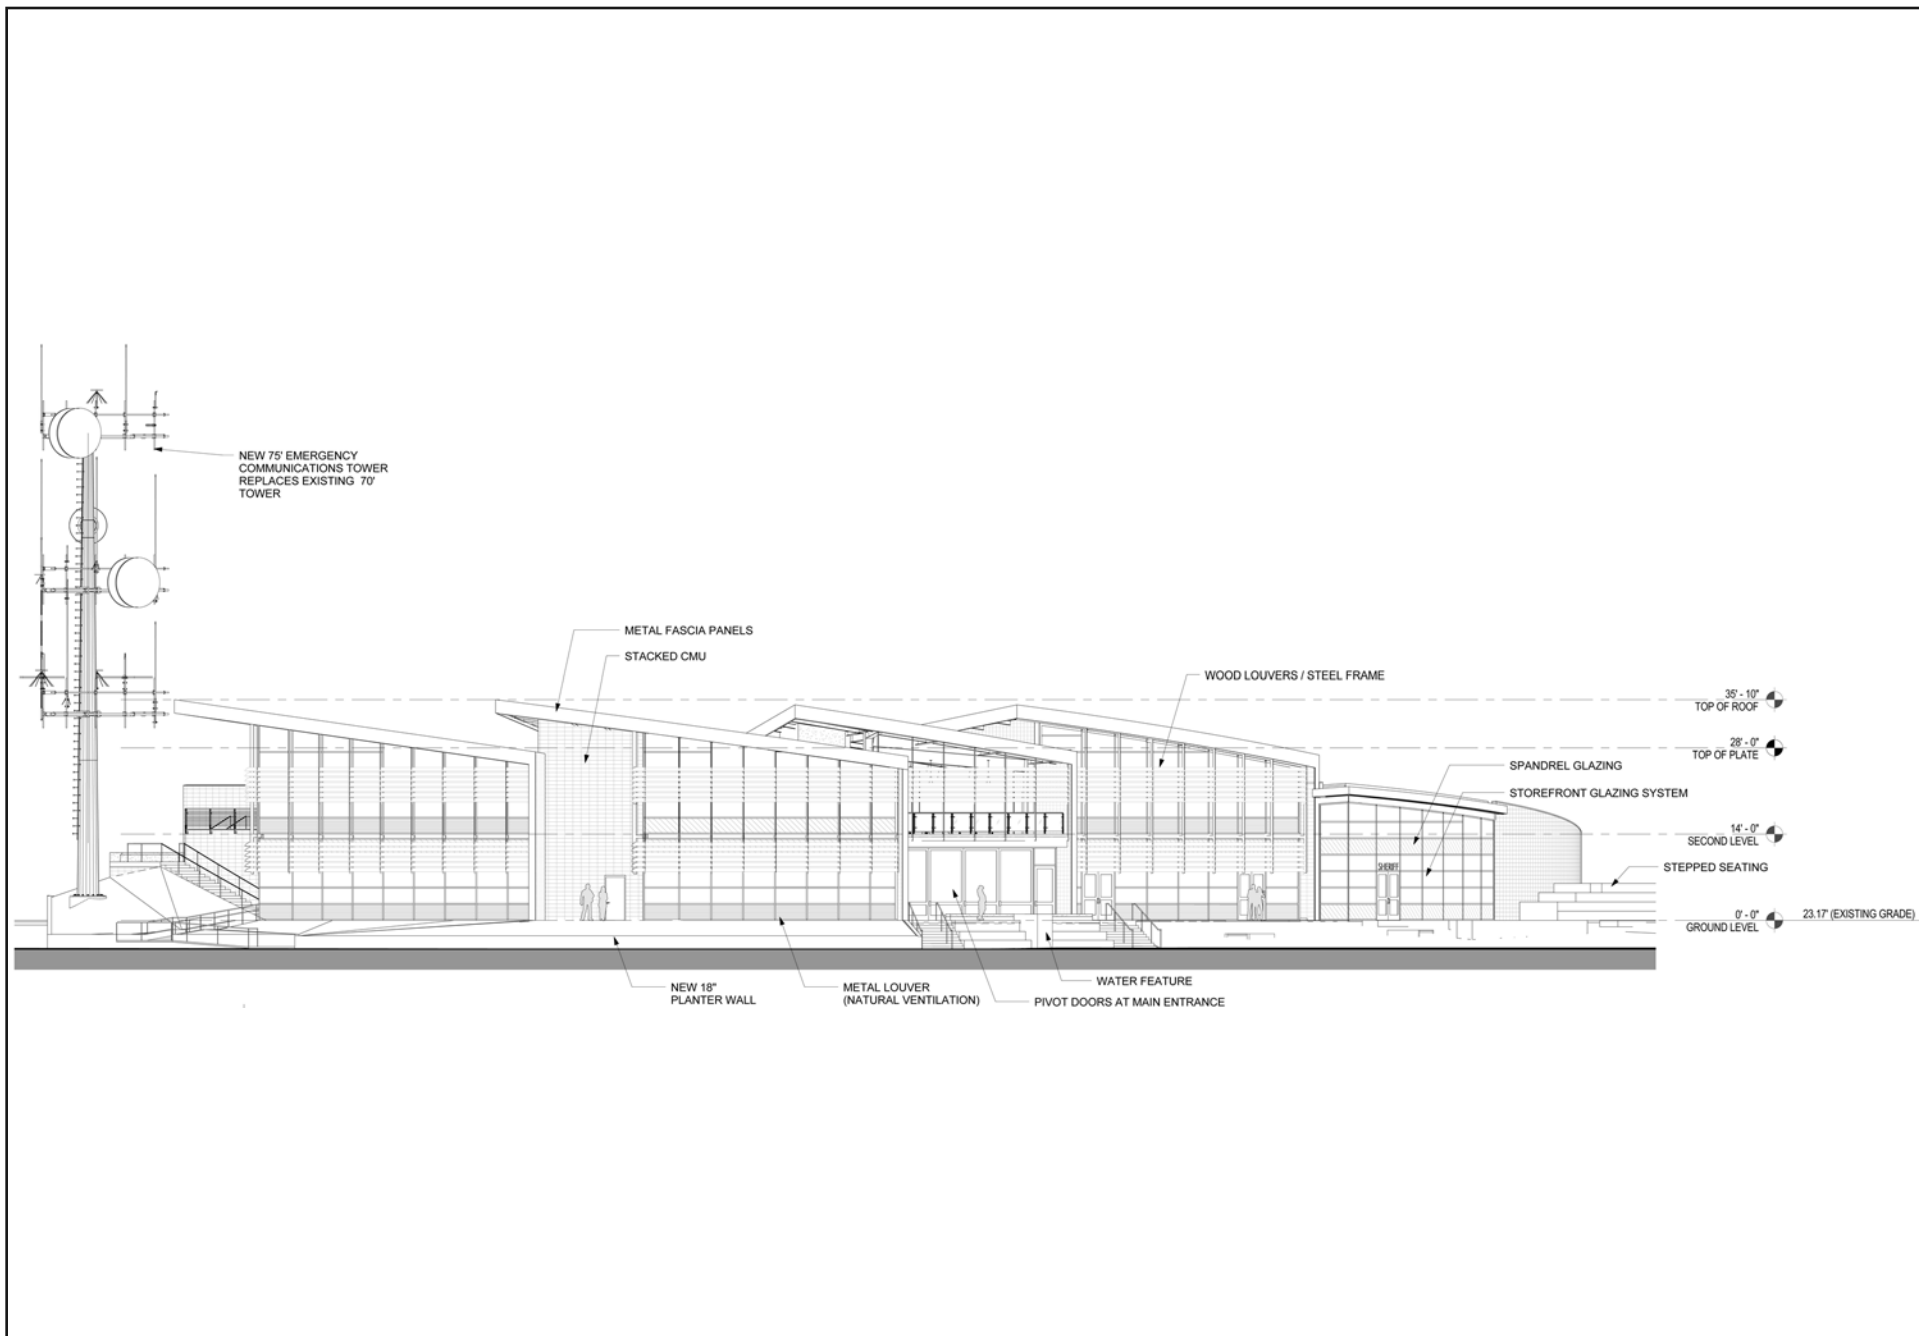 NEW 75' EMERGENCY
COMMUNICATIONS TOWER
REPLACES EXISTING 70'
TOWER
METAL FASCIA PANELS
STACKED CMU
WOOD LOUVERS / STEEL FRAME
35' - 10"
TOP OF ROOF
28' - 0"
TOP OF PLATE
SPANDREL GLAZING
STOREFRONT GLAZING SYSTEM
14' - 0"
SECOND LEVEL
SHERIFF
STEPPED SEATING
0' - 0"
GROUND LEVEL
23.17' (EXISTING GRADE)
NEW 18"
PLANTER WALL
METAL LOUVER
(NATURAL VENTILATION)
WATER FEATURE
PIVOT DOORS AT MAIN ENTRANCE